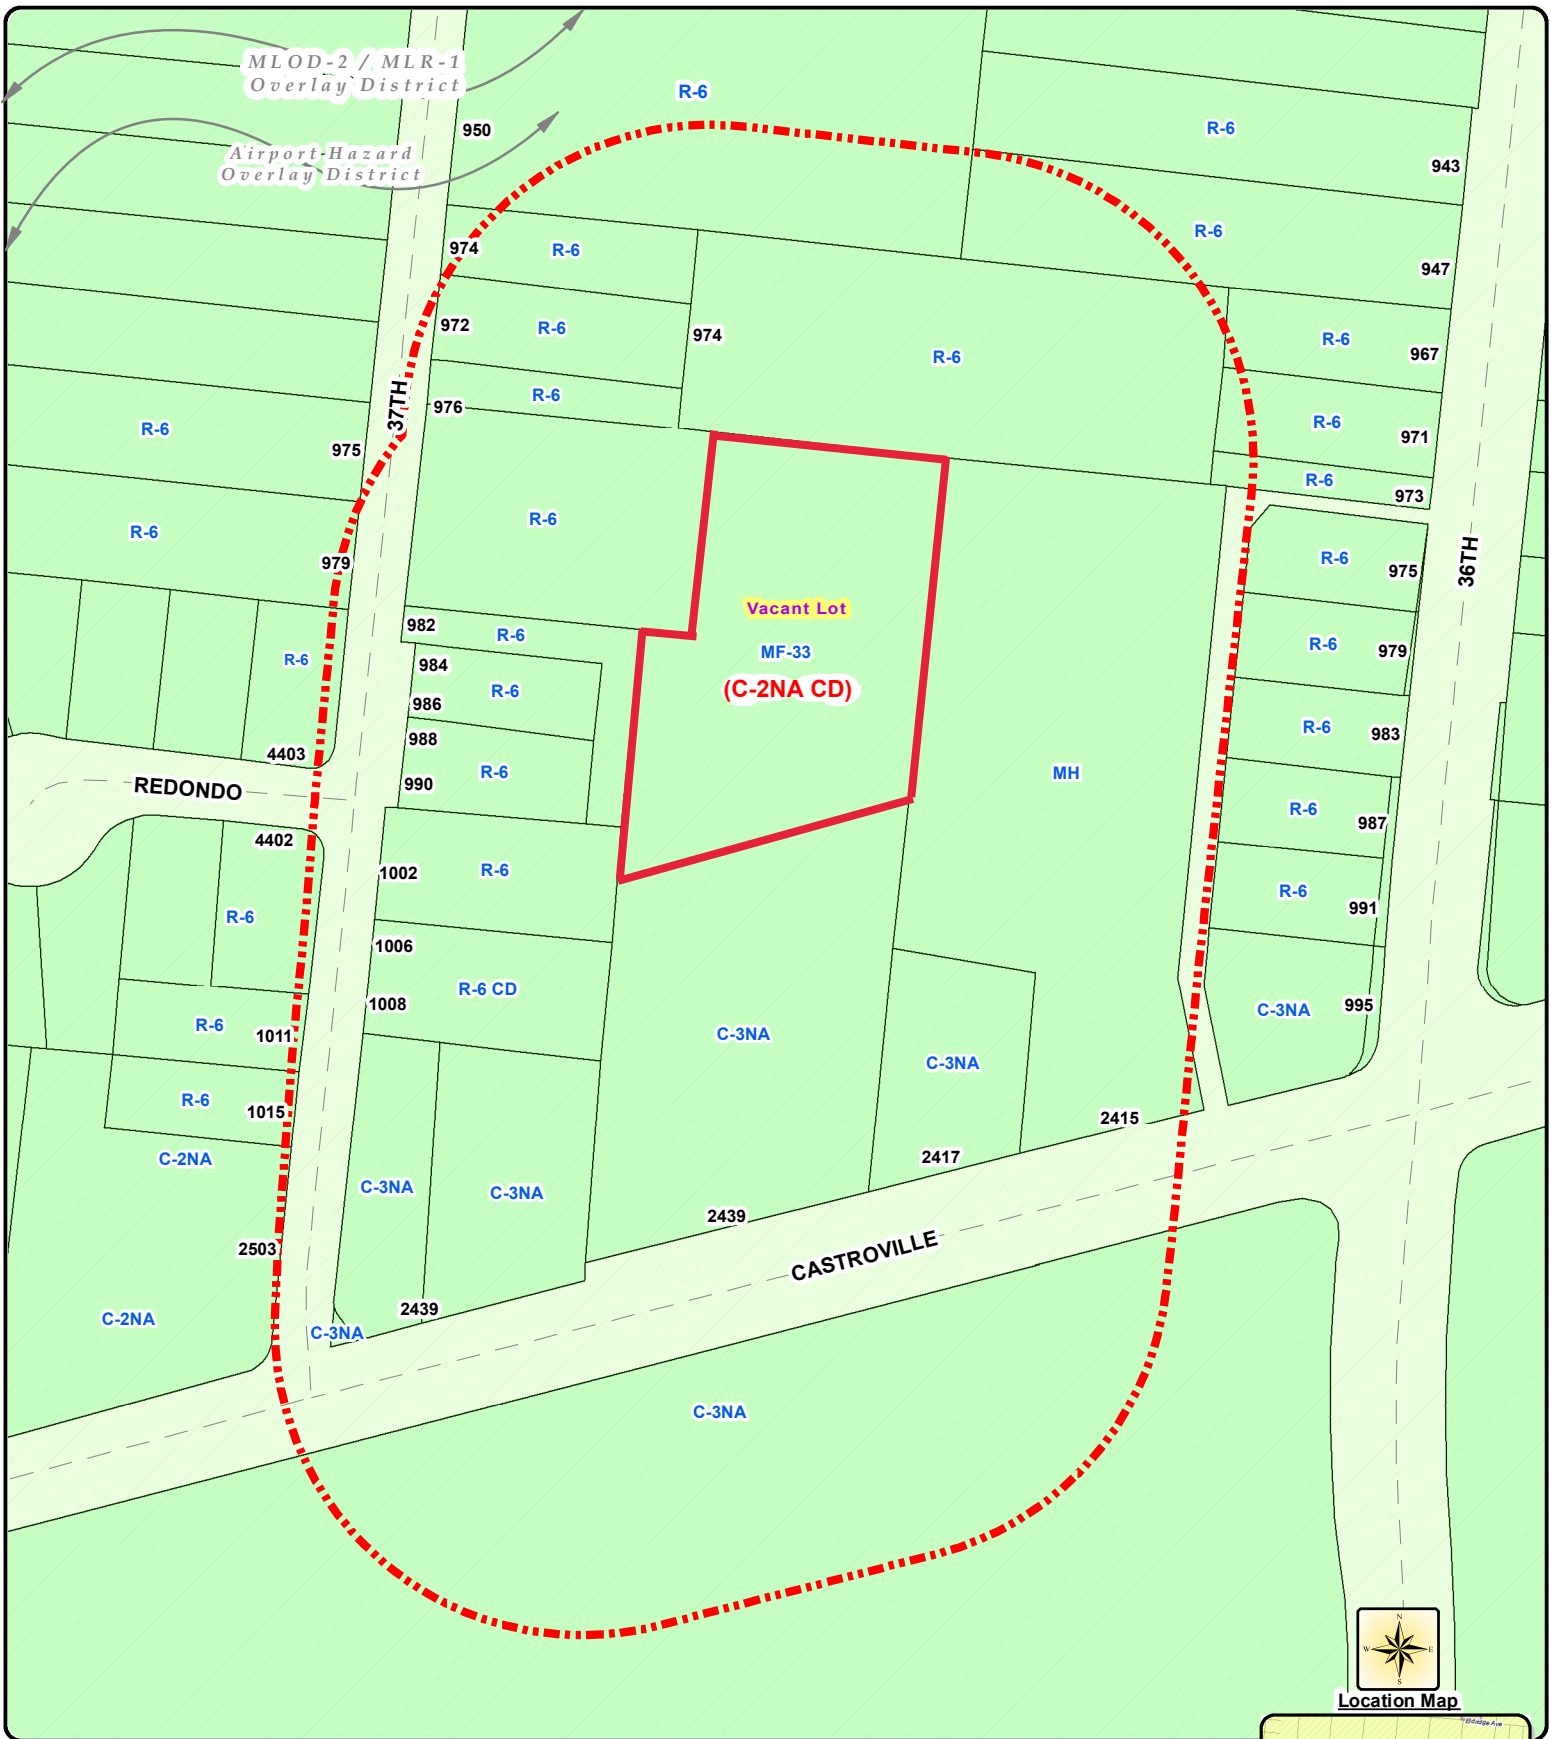 MLOD-2 / MLR-1
Overlay District
R-6
R-6
950
Airport Hazard
Overlay District
943
974
R-6
R-6
947
972
R-6
974
R-6
R-6
967
976
R-6
37TH
R-6
975
R-6
971
R-6
973
R-6
R-6
979
R-6
975
36TH
Vacant Lot
982
R-6
MF-33
(C-2NA CD)
R-6
984
R-6
986
R-6
979
988
990
R-6
4403
REDONDO
MH
R-6
983
R-6
987
4402
1002
R-6
R-6
991
R-6
1006
R-6 CD
1008
R-6
1011
C-3NA
C-3NA
C-3NA
995
R-6
1015
2415
C-2NA
2417
C-3NA
C-3NA
2439
2503
CASTROVILLE
C-2NA
2439
C-3NA
C-3NA
N
W
E
S
Location Map
Eldridge Ave